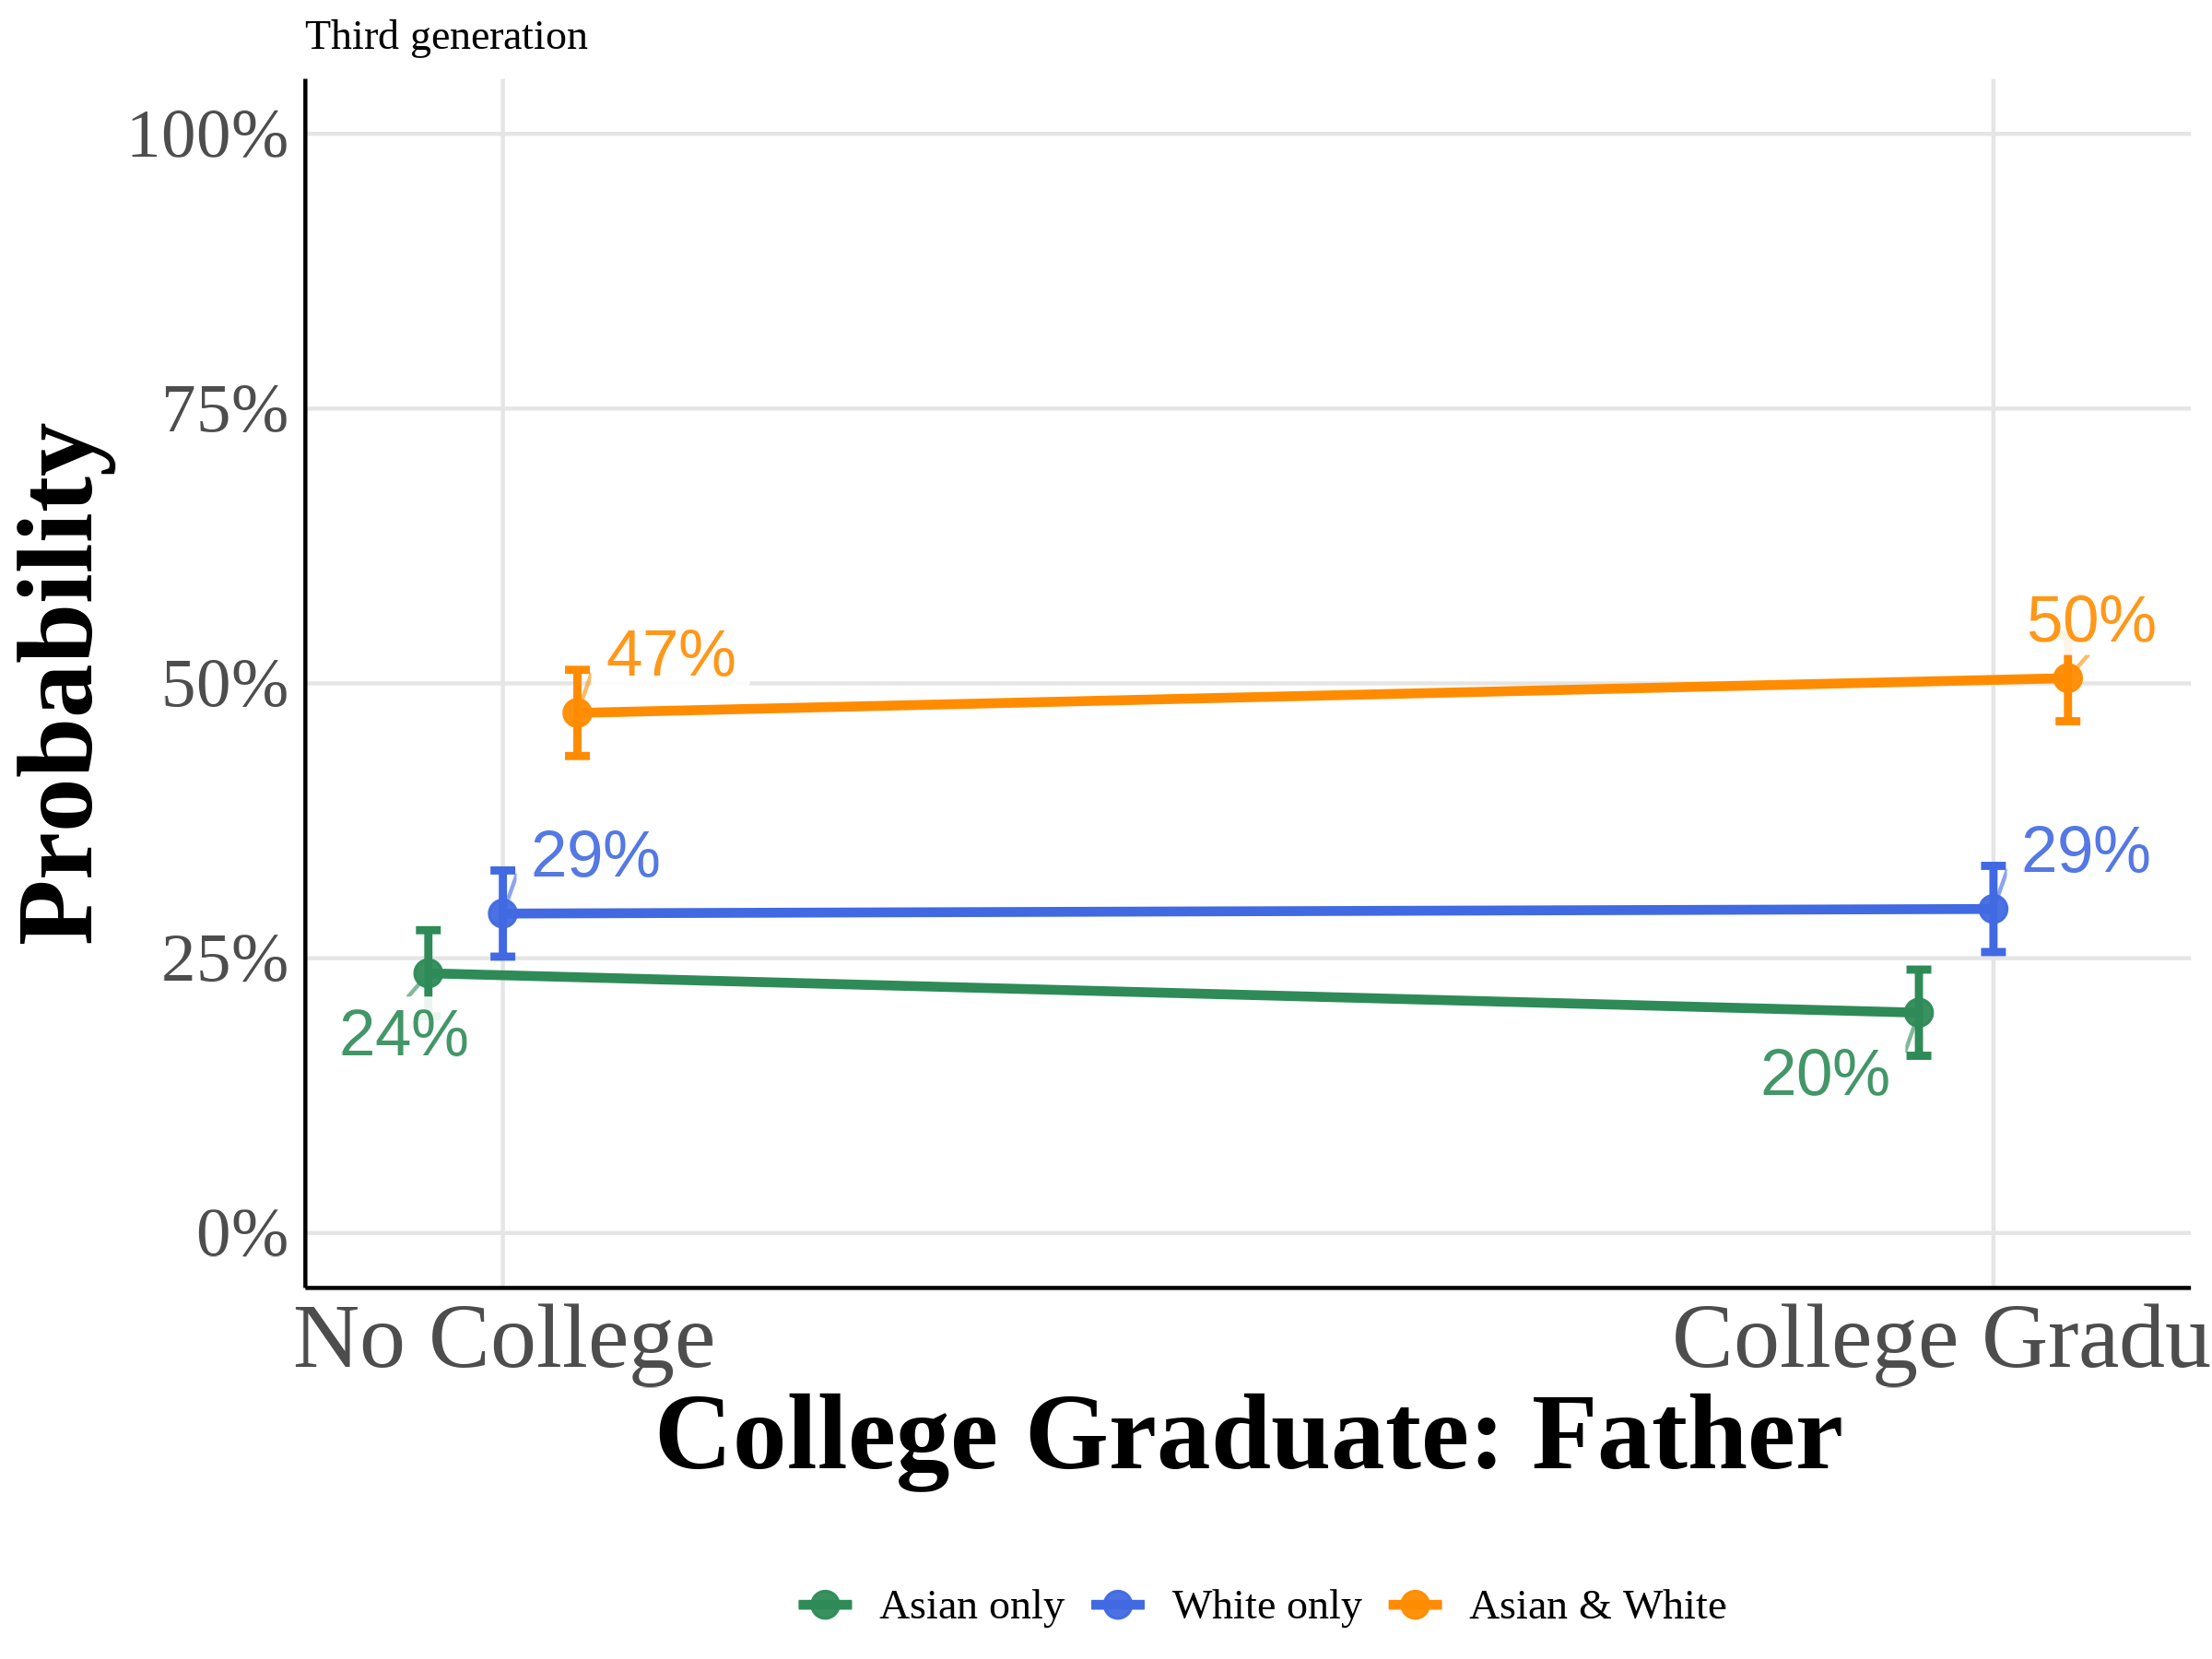 Third generation
100%
75%
50%
25%
0%
Probability
47%
50%
29%
29%
24%
20%
No College
College Gradu
College Graduate: Father
Asian only
White only
Asian & White